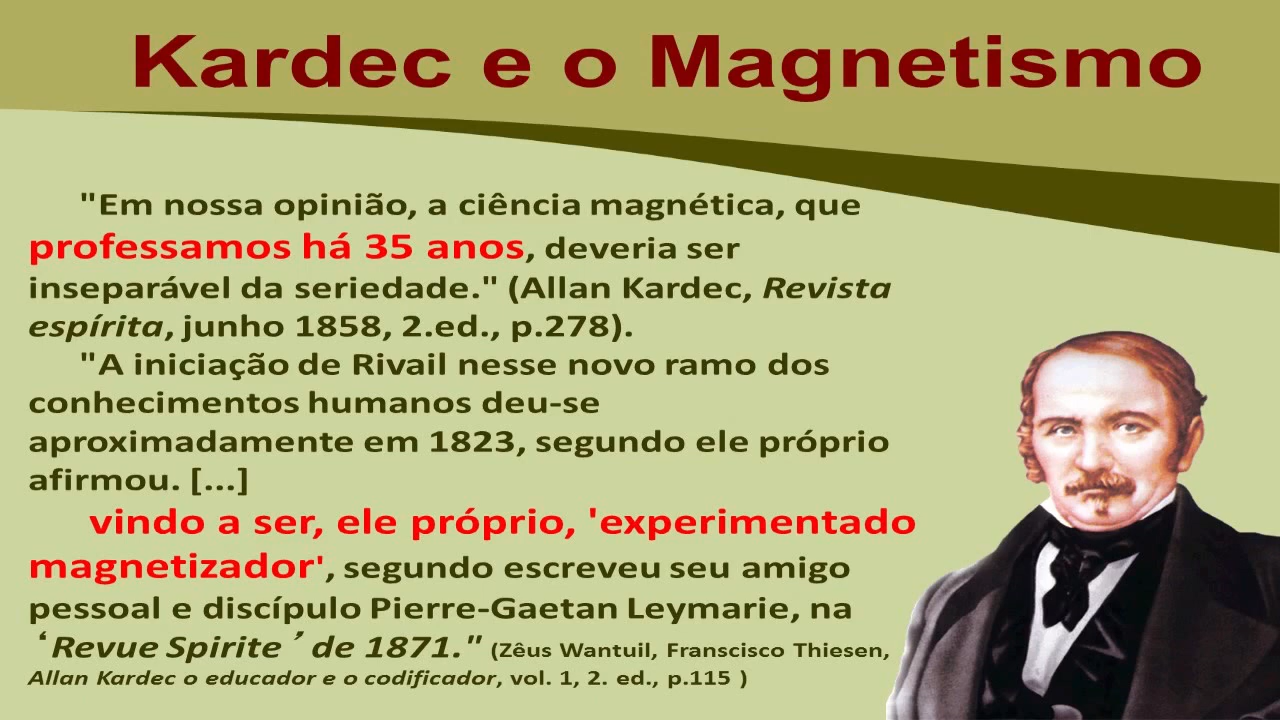 Kardec e o Magnetismo
"Em nossa opinião, a ciência magnética, que
professamos há 35 anos, deveria ser
inseparável da seriedade." (Allan Kardec, Revista
espírita, junho 1858, 2.ed., p.278).
"A iniciação de Rivail nesse novo ramo dos
conhecimentos humanos deu-se
aproximadamente em 1823, segundo ele próprio
afirmou. [...]
vindo a ser, ele próprio, 'experimentado
magnetizador', segundo escreveu seu amigo
pessoal e discípulo Pierre-Gaetan Leymarie, na
‘Revue Spirite’ de 1871." (Zêus Wantuil, Franscisco Thiesen,
Allan Kardec o educador e o codificador, vol. 1, 2. ed., p.115 )